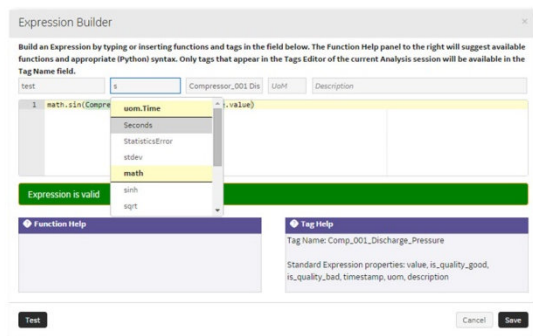 Expression Builder ×
Build an Expression by typing or inserting functions and tags in the field below. The Function Help panel to the right will suggest available
functions and appropriate (Python) syntax. Only tags that appear in the Tags Editor of the current Analysis session will be available in the
Tag Name field.
test s Compressor_001 Dis UoM Description
1 math.sin(Compre .value)
uom.Time
Seconds
StatisticsError
stdev
math
sinh
sqrt
Expression is valid
Function Help
Tag Help
Tag Name: Comp_001_Discharge_Pressure
Standard Expression properties: value, is_quality_good,
is_quality_bad, timestamp, uom, description
Test Cancel Save